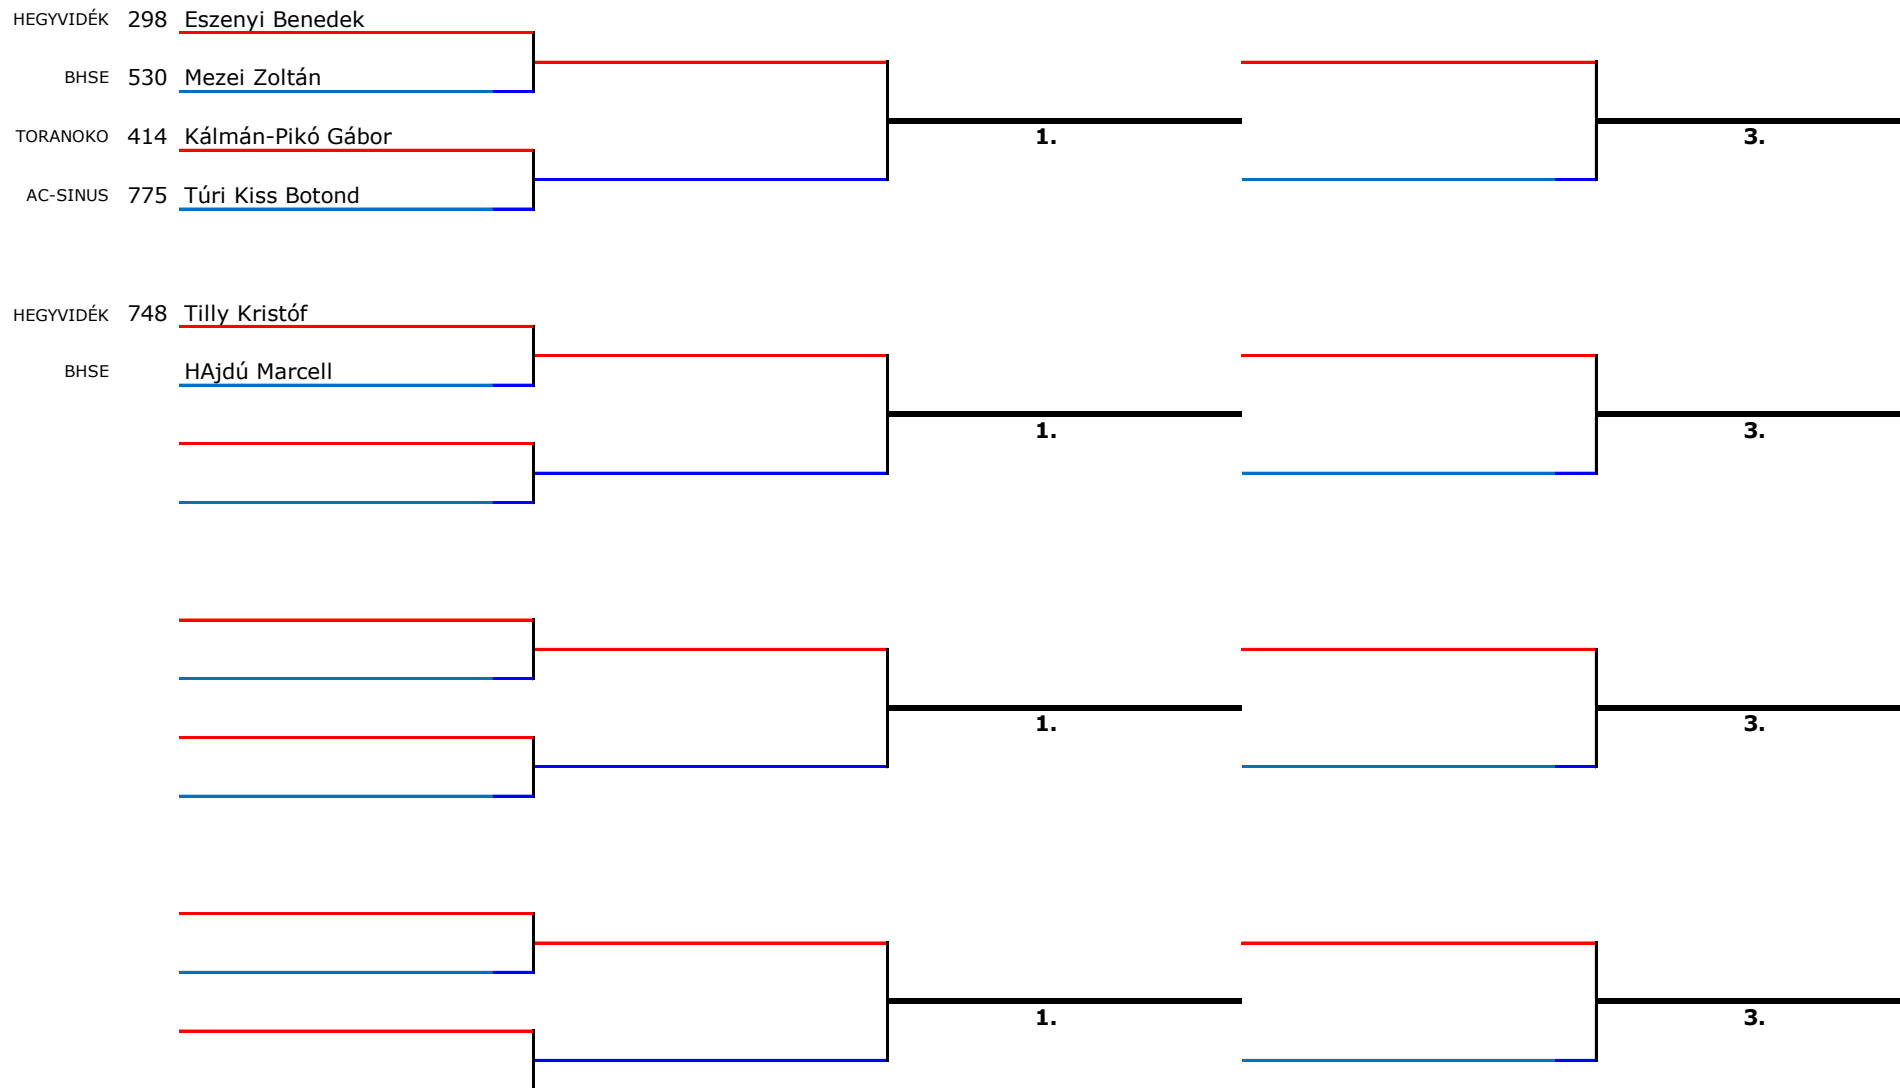 HEGYVIDÉK 298 Eszenyi Benedek
BHSE 530 Mezei Zoltán
TORANOKO 414 Kálmán-Pikó Gábor
1.
3.
AC-SINUS 775 Túri Kiss Botond
HEGYVIDÉK 748 Tilly Kristóf
BHSE HAjdú Marcell
1.
3.
1.
3.
1.
3.